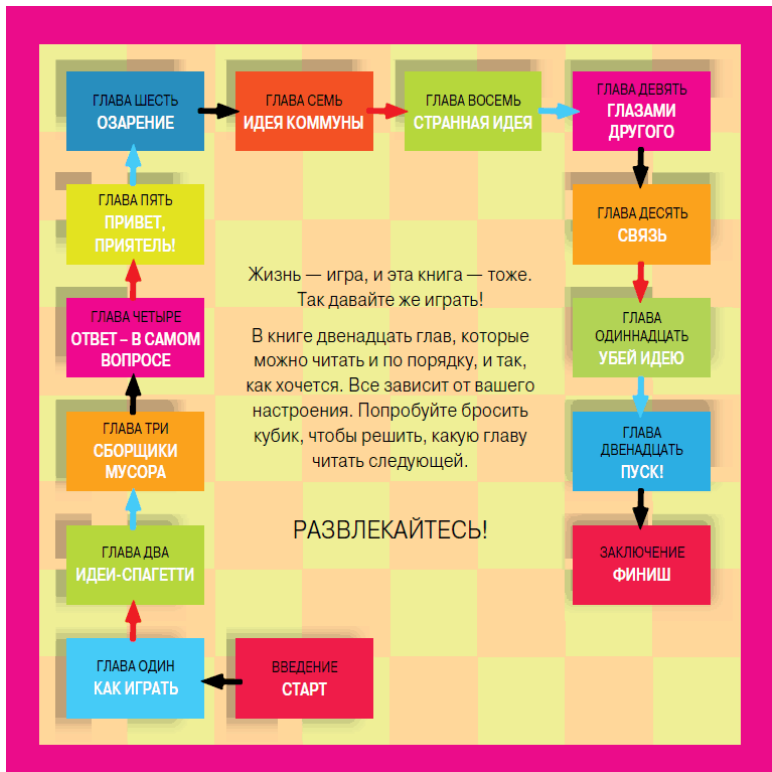 ГЛАВА ШЕСТЬ
ОЗАРЕНИЕ
ГЛАВА СЕМЬ
ИДЕЯ КОММУНЫ
ГЛАВА ВОСЕМЬ
СТРАННАЯ ИДЕЯ
ГЛАВА ДЕВЯТЬ
ГЛАЗАМИ
ДРУГОГО
ГЛАВА ПЯТЬ
ПРИВЕТ,
ПРИЯТЕЛЬ!
ГЛАВА ДЕСЯТЬ
СВЯЗЬ
Жизнь — игра, и эта книга — тоже.
Так давайте же играть!
ГЛАВА ЧЕТЫРЕ
ОТВЕТ – В САМОМ
ВОПРОСЕ
ГЛАВА
ОДИННАДЦАТЬ
УБЕЙ ИДЕЮ
В книге двенадцать глав, которые
можно читать и по порядку, и так,
как хочется. Все зависит от вашего
настроения. Попробуйте бросить
кубик, чтобы решить, какую главу
читать следующей.
ГЛАВА ТРИ
СБОРЩИКИ
МУСОРА
ГЛАВА
ДВЕНАДЦАТЬ
ПУСК!
РАЗВЛЕКАЙТЕСЬ!
ГЛАВА ДВА
ИДЕИ-СПАГЕТТИ
ЗАКЛЮЧЕНИЕ
ФИНИШ
ГЛАВА ОДИН
КАК ИГРАТЬ
ВВЕДЕНИЕ
СТАРТ